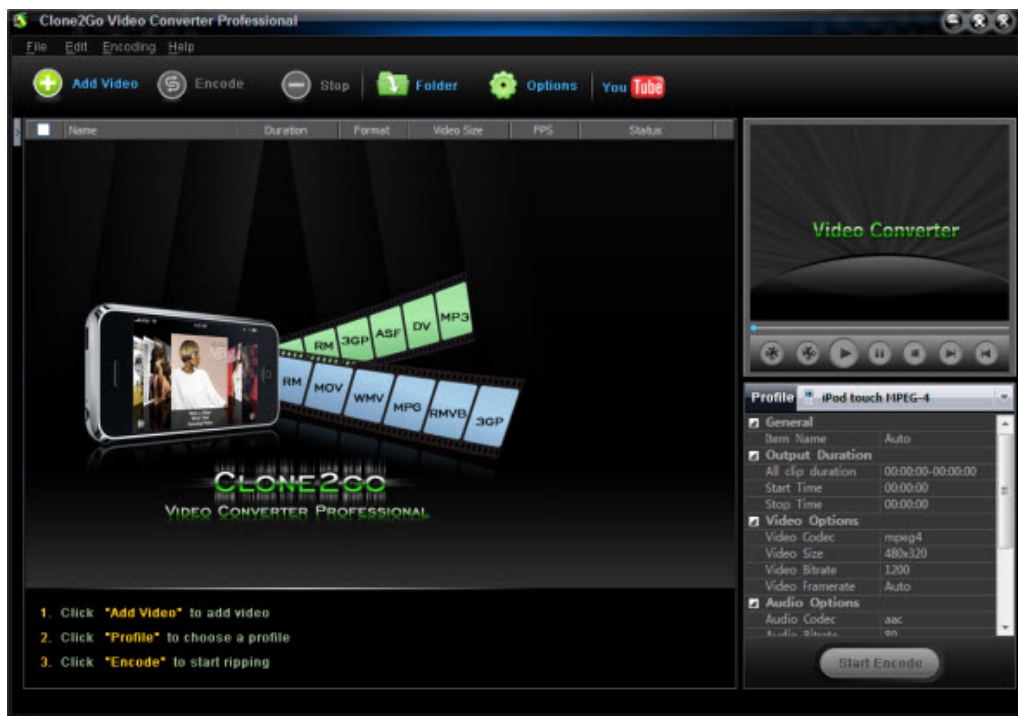 Clone2Go Video Converter Professional
File Edit Encoding Help
Add Video Encode Stop Folder Options You Tube
Name Duration Format Video Size FPS Status
Video Converter
RM 3GP ASF DV MP3
RM MOV WMV MPG RMVB 3GP
CLONE2GO
VIDEO CONVERTER PROFESSIONAL
Profile iPod touch MPEG-4
General
Item Name Auto
Output Duration
All clip duration 00:00:00-00:00:00
Start Time 00:00:00
Stop Time 00:00:00
Video Options
Video Codec mpeg4
Video Size 480x320
Video Bitrate 1200
Video Framerate Auto
Audio Options
Audio Codec aac
Audio Bitrate 80
1. Click "Add Video" to add video
2. Click "Profile" to choose a profile
3. Click "Encode" to start ripping
Start Encode